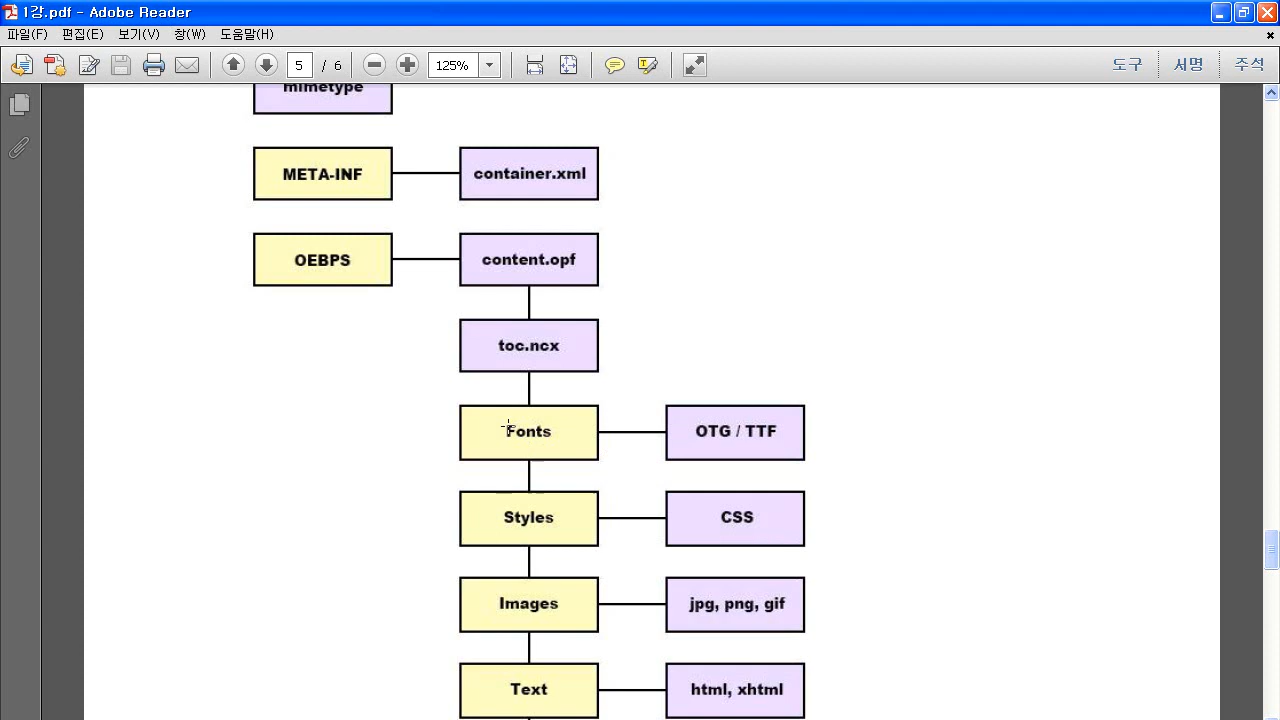 1강.pdf - Adobe Reader
파일(F) 편집(E) 보기(V) 창(W) 도움말(H)
5 / 6 125% 도구 서명 주석
mimetype
META-INF container.xml
OEBPS content.opf
toc.ncx
Fonts OTG / TTF
Styles CSS
Images jpg, png, gif
Text html, xhtml